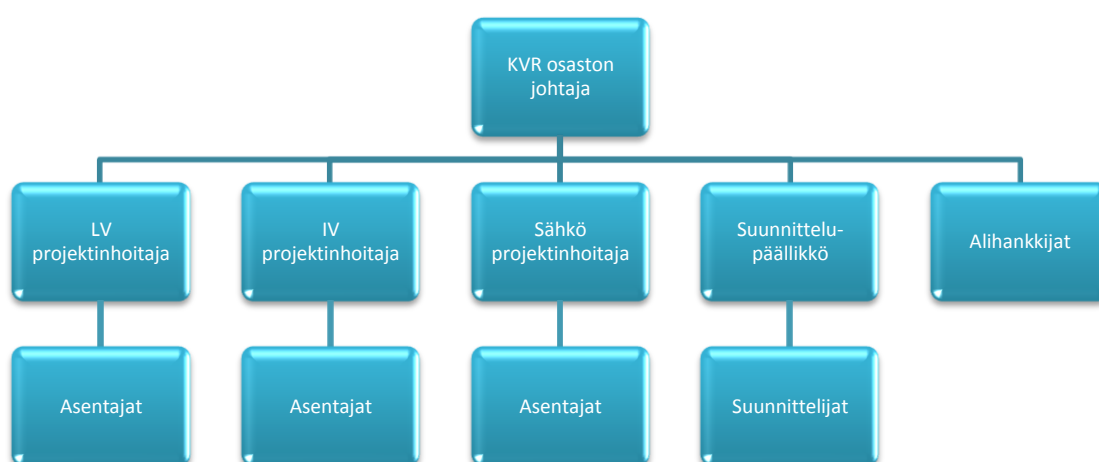 KVR osaston
johtaja
LV
projektinhoitaja
IV
projektinhoitaja
Sähkö
projektinhoitaja
Suunnittelu-
päällikkö
Alihankkijat
Asentajat
Asentajat
Asentajat
Suunnittelijat